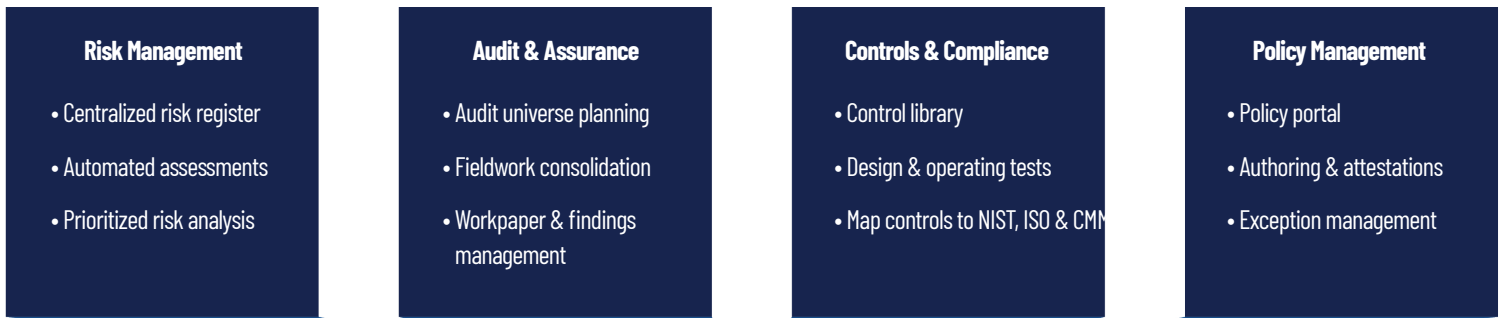 Risk Management
• Centralized risk register
• Automated assessments
• Prioritized risk analysis
Audit & Assurance
• Audit universe planning
• Fieldwork consolidation
• Workpaper & findings
management
Controls & Compliance
• Control library
• Design & operating tests
• Map controls to NIST, ISO &
Policy Management
• Policy portal
• Authoring & attestations
• Exception management